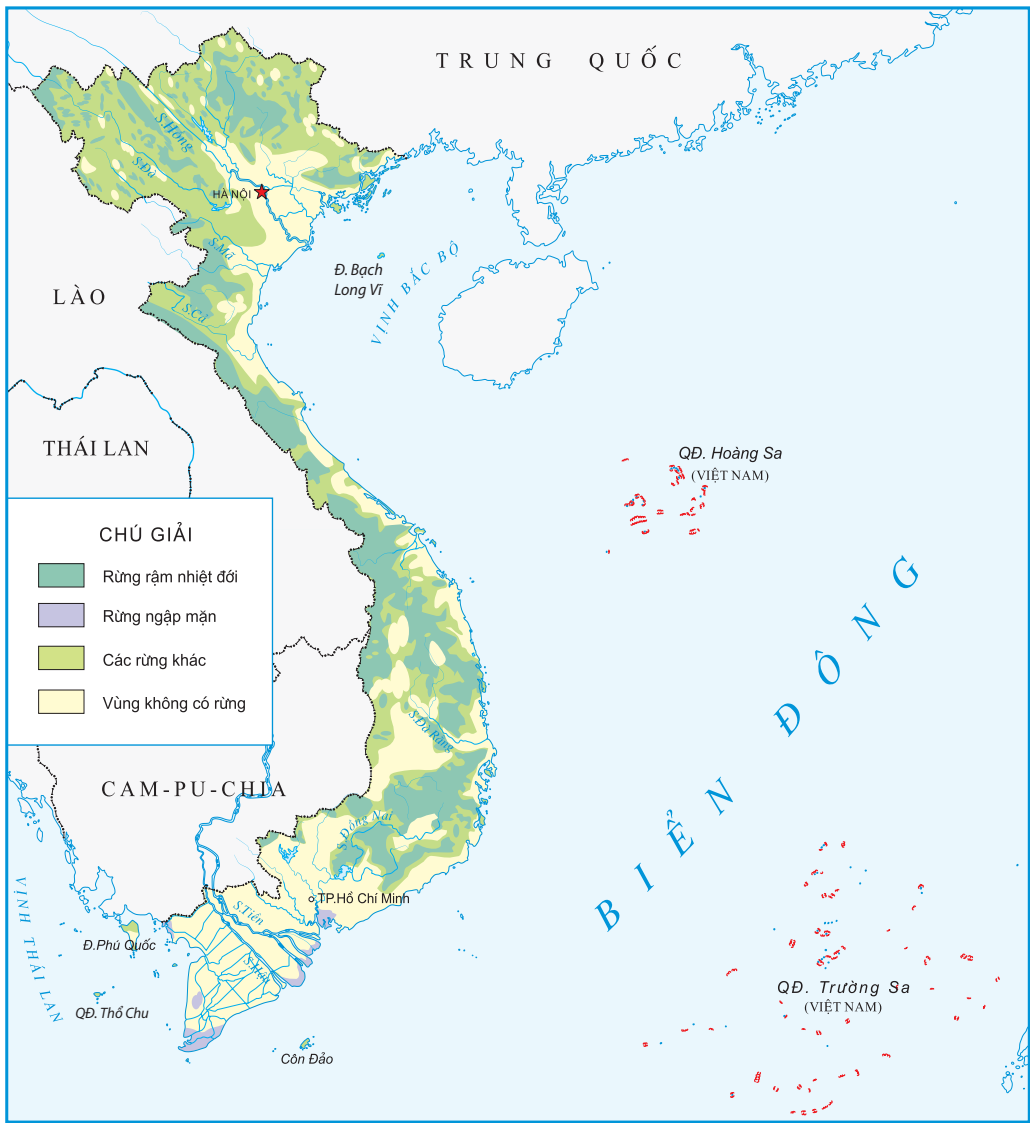 TRUNG QUỐC
S.Hồng
S.Đà
HÀ NỘI
S.Mã
Đ. Bạch
Long Vĩ
VỊNH BẮC BỘ
LÀO
S.Cả
THÁI LAN
QĐ. Hoàng Sa
(VIỆT NAM)
CHÚ GIẢI
Rừng rậm nhiệt đới
Rừng ngập mặn
Các rừng khác
Vùng không có rừng
BIỂN ĐÔNG
S.Đà Rằng
CAM-PU-CHIA
S.Đồng Nai
TP.Hồ Chí Minh
S.Tiền
S.Hậu
VỊNH THÁI LAN
Đ.Phú Quốc
QĐ. Thổ Chu
Côn Đảo
QĐ. Trường Sa
(VIỆT NAM)